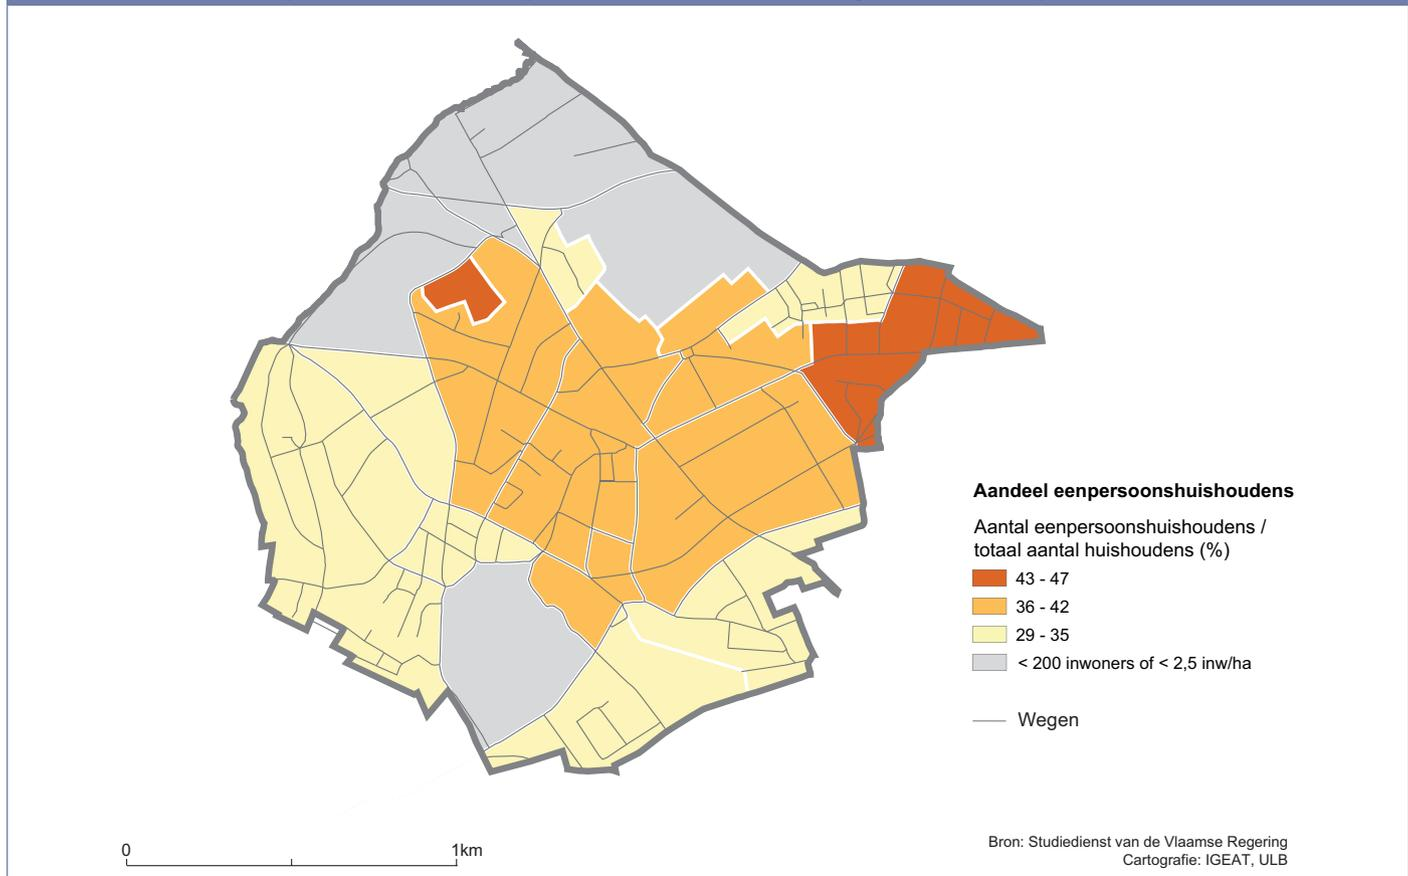 Aandeel eenpersoonshuishoudens
Aantal eenpersoonshuishoudens /
totaal aantal huishoudens (%)
43 - 47
36 - 42
29 - 35
< 200 inwoners of < 2,5 inw/ha
Wegen
0
1km
Bron: Studiedienst van de Vlaamse Regering
Cartografie: IGEAT, ULB